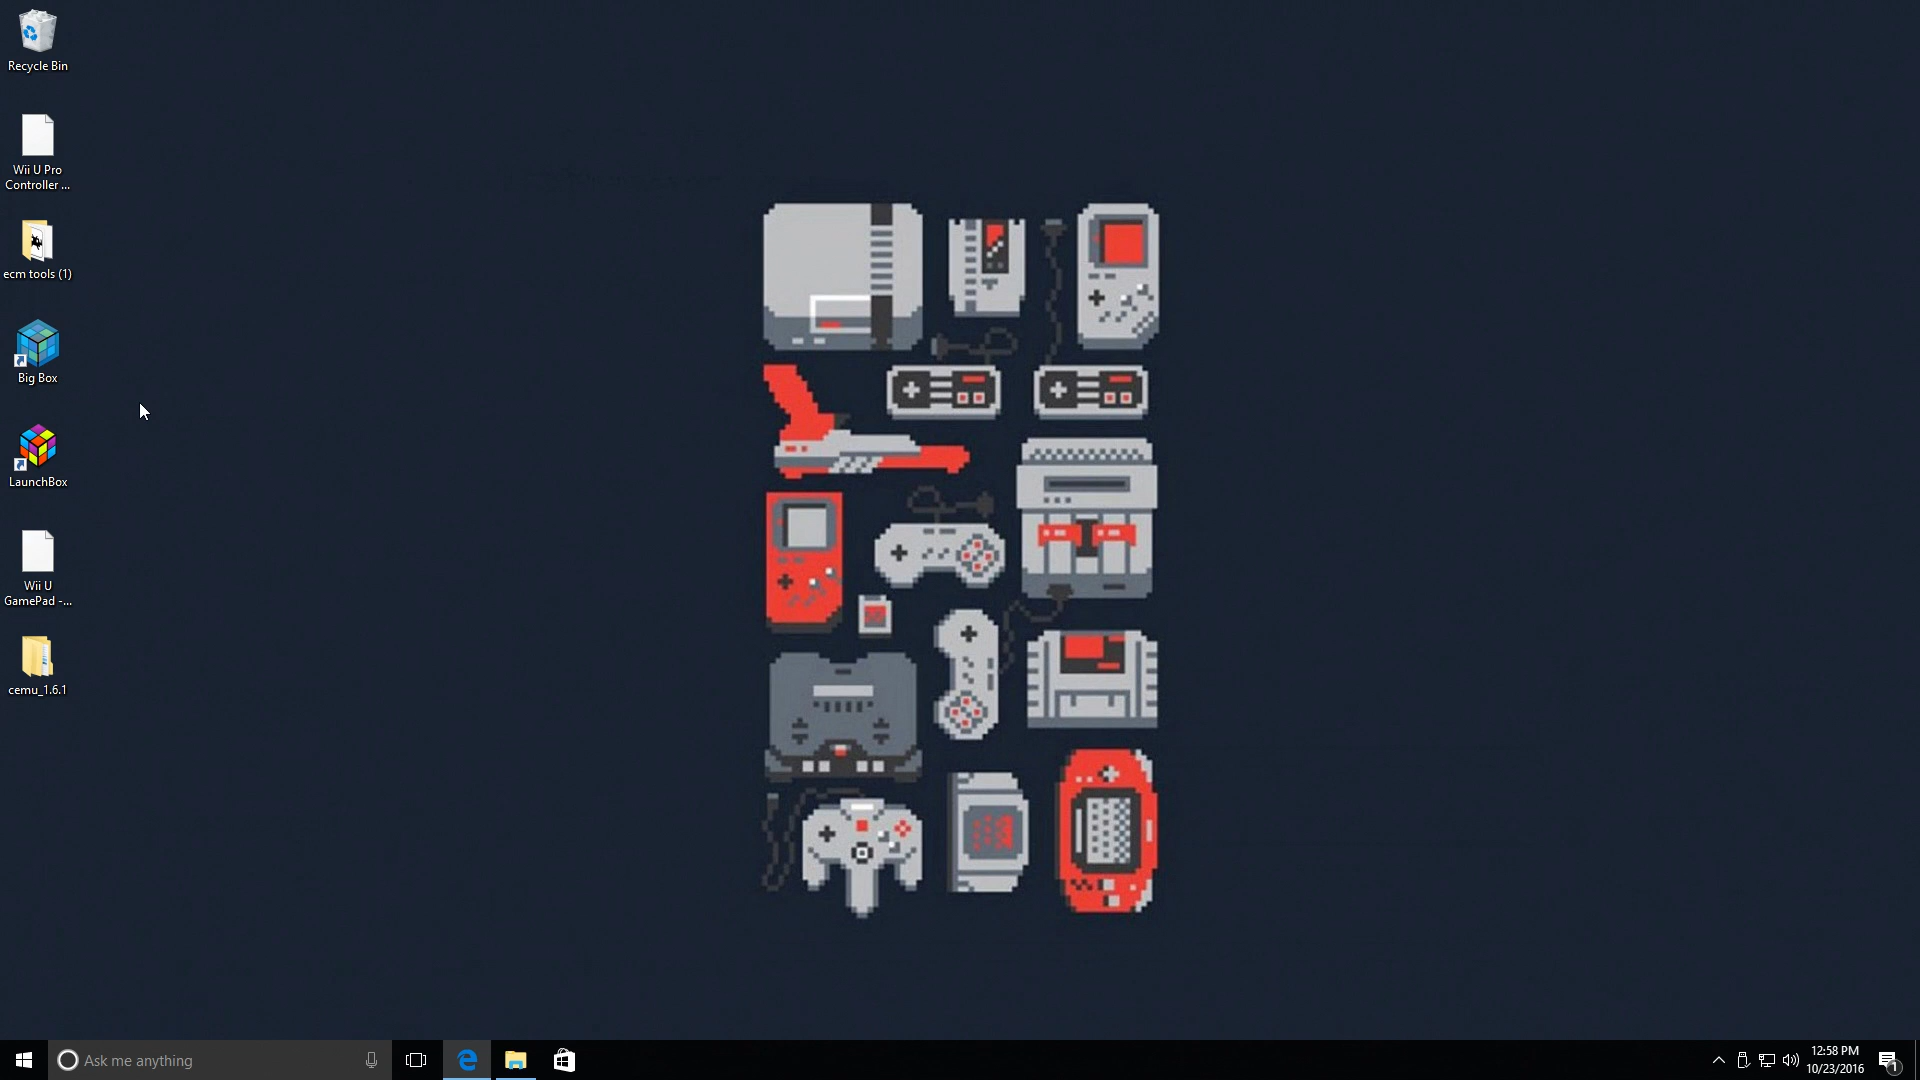 Recycle Bin
Wii U Pro
Controller ...
ecm tools (1)
Big Box
LaunchBox
Wii U
GamePad -...
cemu_1.6.1
Ask me anything
12:58 PM
10/23/2016
1